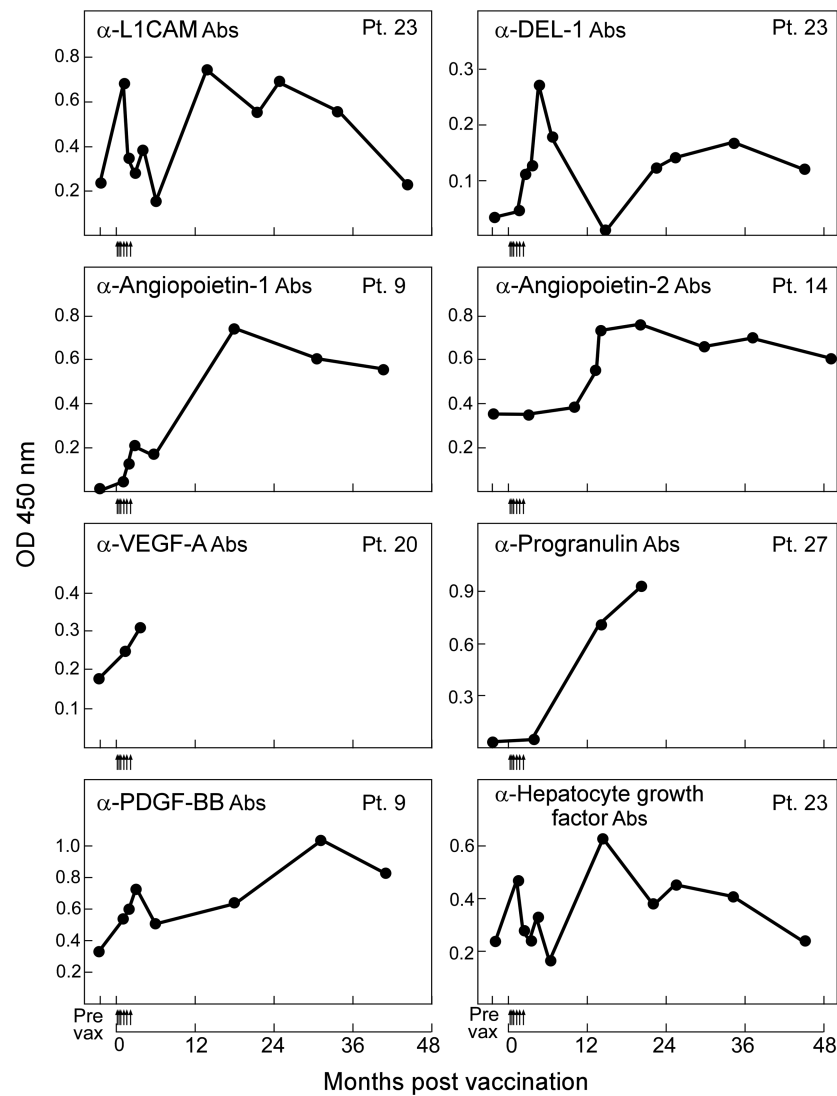 α-L1CAM Abs Pt. 23
0.8
0.6
0.4
0.2
α-DEL-1 Abs Pt. 23
0.3
0.2
0.1
α-Angiopoietin-1 Abs Pt. 9
0.8
0.6
0.4
0.2
α-Angiopoietin-2 Abs Pt. 14
0.8
0.6
0.4
0.2
OD 450 nm
α-VEGF-A Abs Pt. 20
0.4
0.3
0.2
0.1
α-Progranulin Abs Pt. 27
0.9
0.6
0.3
α-PDGF-BB Abs Pt. 9
1.0
0.8
0.6
0.4
0.2
Pre
vax
0 12 24 36 48
α-Hepatocyte growth
factor Abs
Pt. 23
0.6
0.4
0.2
Pre
vax
0 12 24 36 48
Months post vaccination